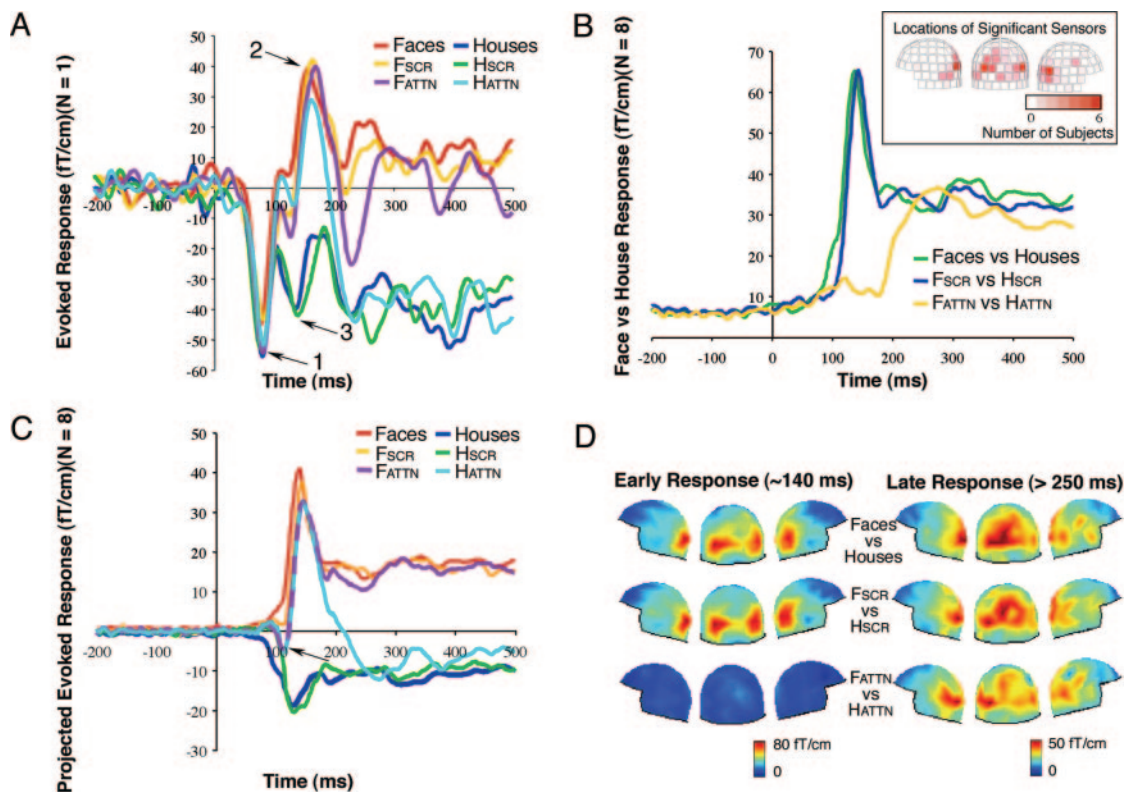 A
Evoked Response (fT/cm)(N = 1)
50
40
30
20
10
-10
-20
-30
-40
-50
-60
-200 -100 100 200 300 400 500
Time (ms)
Faces Houses
FSCR HSCR
FATTN HATTN
2
3
1
B
Face vs House Response (fT/cm)(N = 8)
70
60
50
40
30
20
10
-200 -100 0 100 200 300 400 500
Time (ms)
Locations of Significant Sensors
0 6
Number of Subjects
Faces vs Houses
FSCR vs HSCR
FATTN vs HATTN
C
Projected Evoked Response (fT/cm)(N = 8)
50
40
30
20
10
0
-10
-20
-30
-200 -100 100 200 300 400 500
Time (ms)
Faces Houses
FSCR HSCR
FATTN HATTN
D
Early Response (~140 ms) Late Response (> 250 ms)
Faces
vs
Houses
FSCR
vs
HSCR
FATTN
vs
HATTN
80 fT/cm
0
50 fT/cm
0